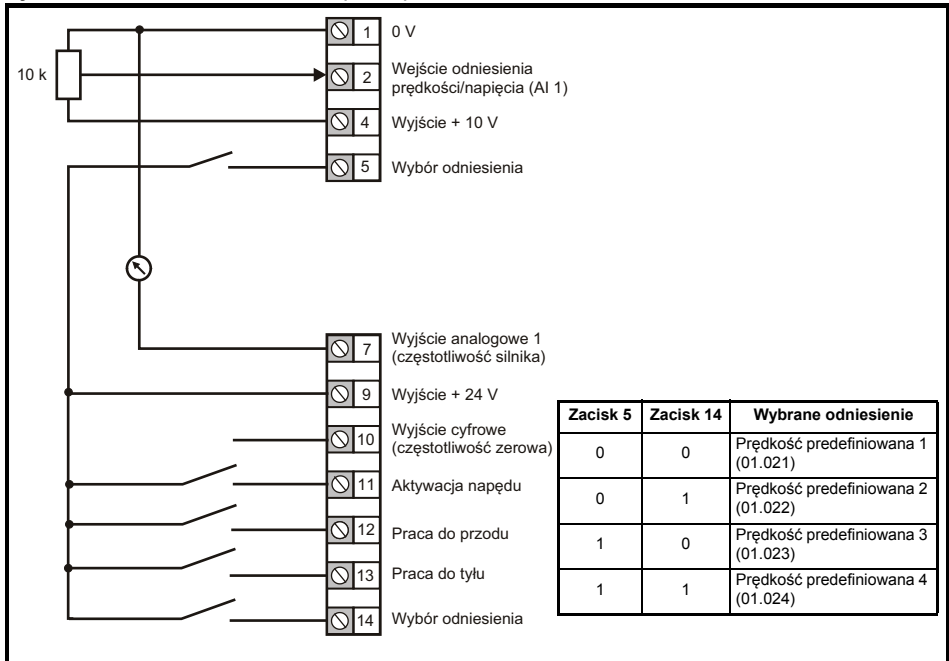 10 k
1 0 V
2 Wejście odniesienia
prędkości/napięcia (AI 1)
4 Wyjście + 10 V
5 Wybór odniesienia
7 Wyjście analogowe 1
(częstotliwość silnika)
9 Wyjście + 24 V
10 Wyjście cyfrowe
(częstotliwość zerowa)
11 Aktywacja napędu
12 Praca do przodu
13 Praca do tyłu
14 Wybór odniesienia
Zacisk 5 Zacisk 14 Wybrane odniesienie
0 0 Prędkość predefiniowana 1
(01.021)
0 1 Prędkość predefiniowana 2
(01.022)
1 0 Prędkość predefiniowana 3
(01.023)
1 1 Prędkość predefiniowana 4
(01.024)